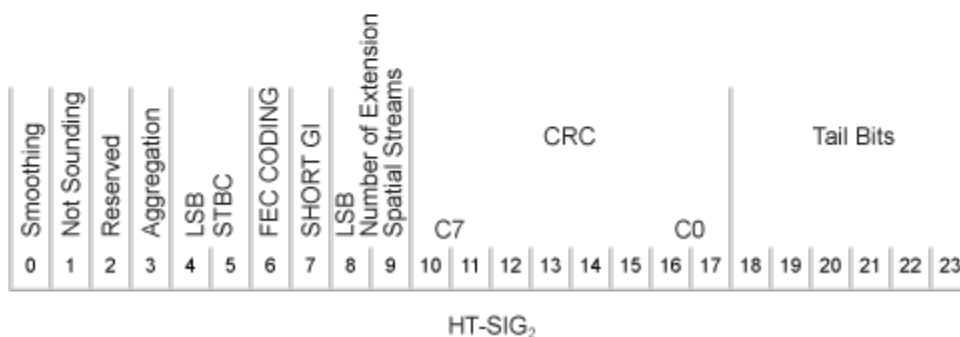 Smoothing
Not Sounding
Reserved
Aggregation
LSB
STBC
FEC CODING
SHORT GI
LSB
Number of Extension
Spatial Streams
CRC
Tail Bits
C7
C0
0 1 2 3 4 5 6 7 8 9 10 11 12 13 14 15 16 17 18 19 20 21 22 23
HT-SIG₂